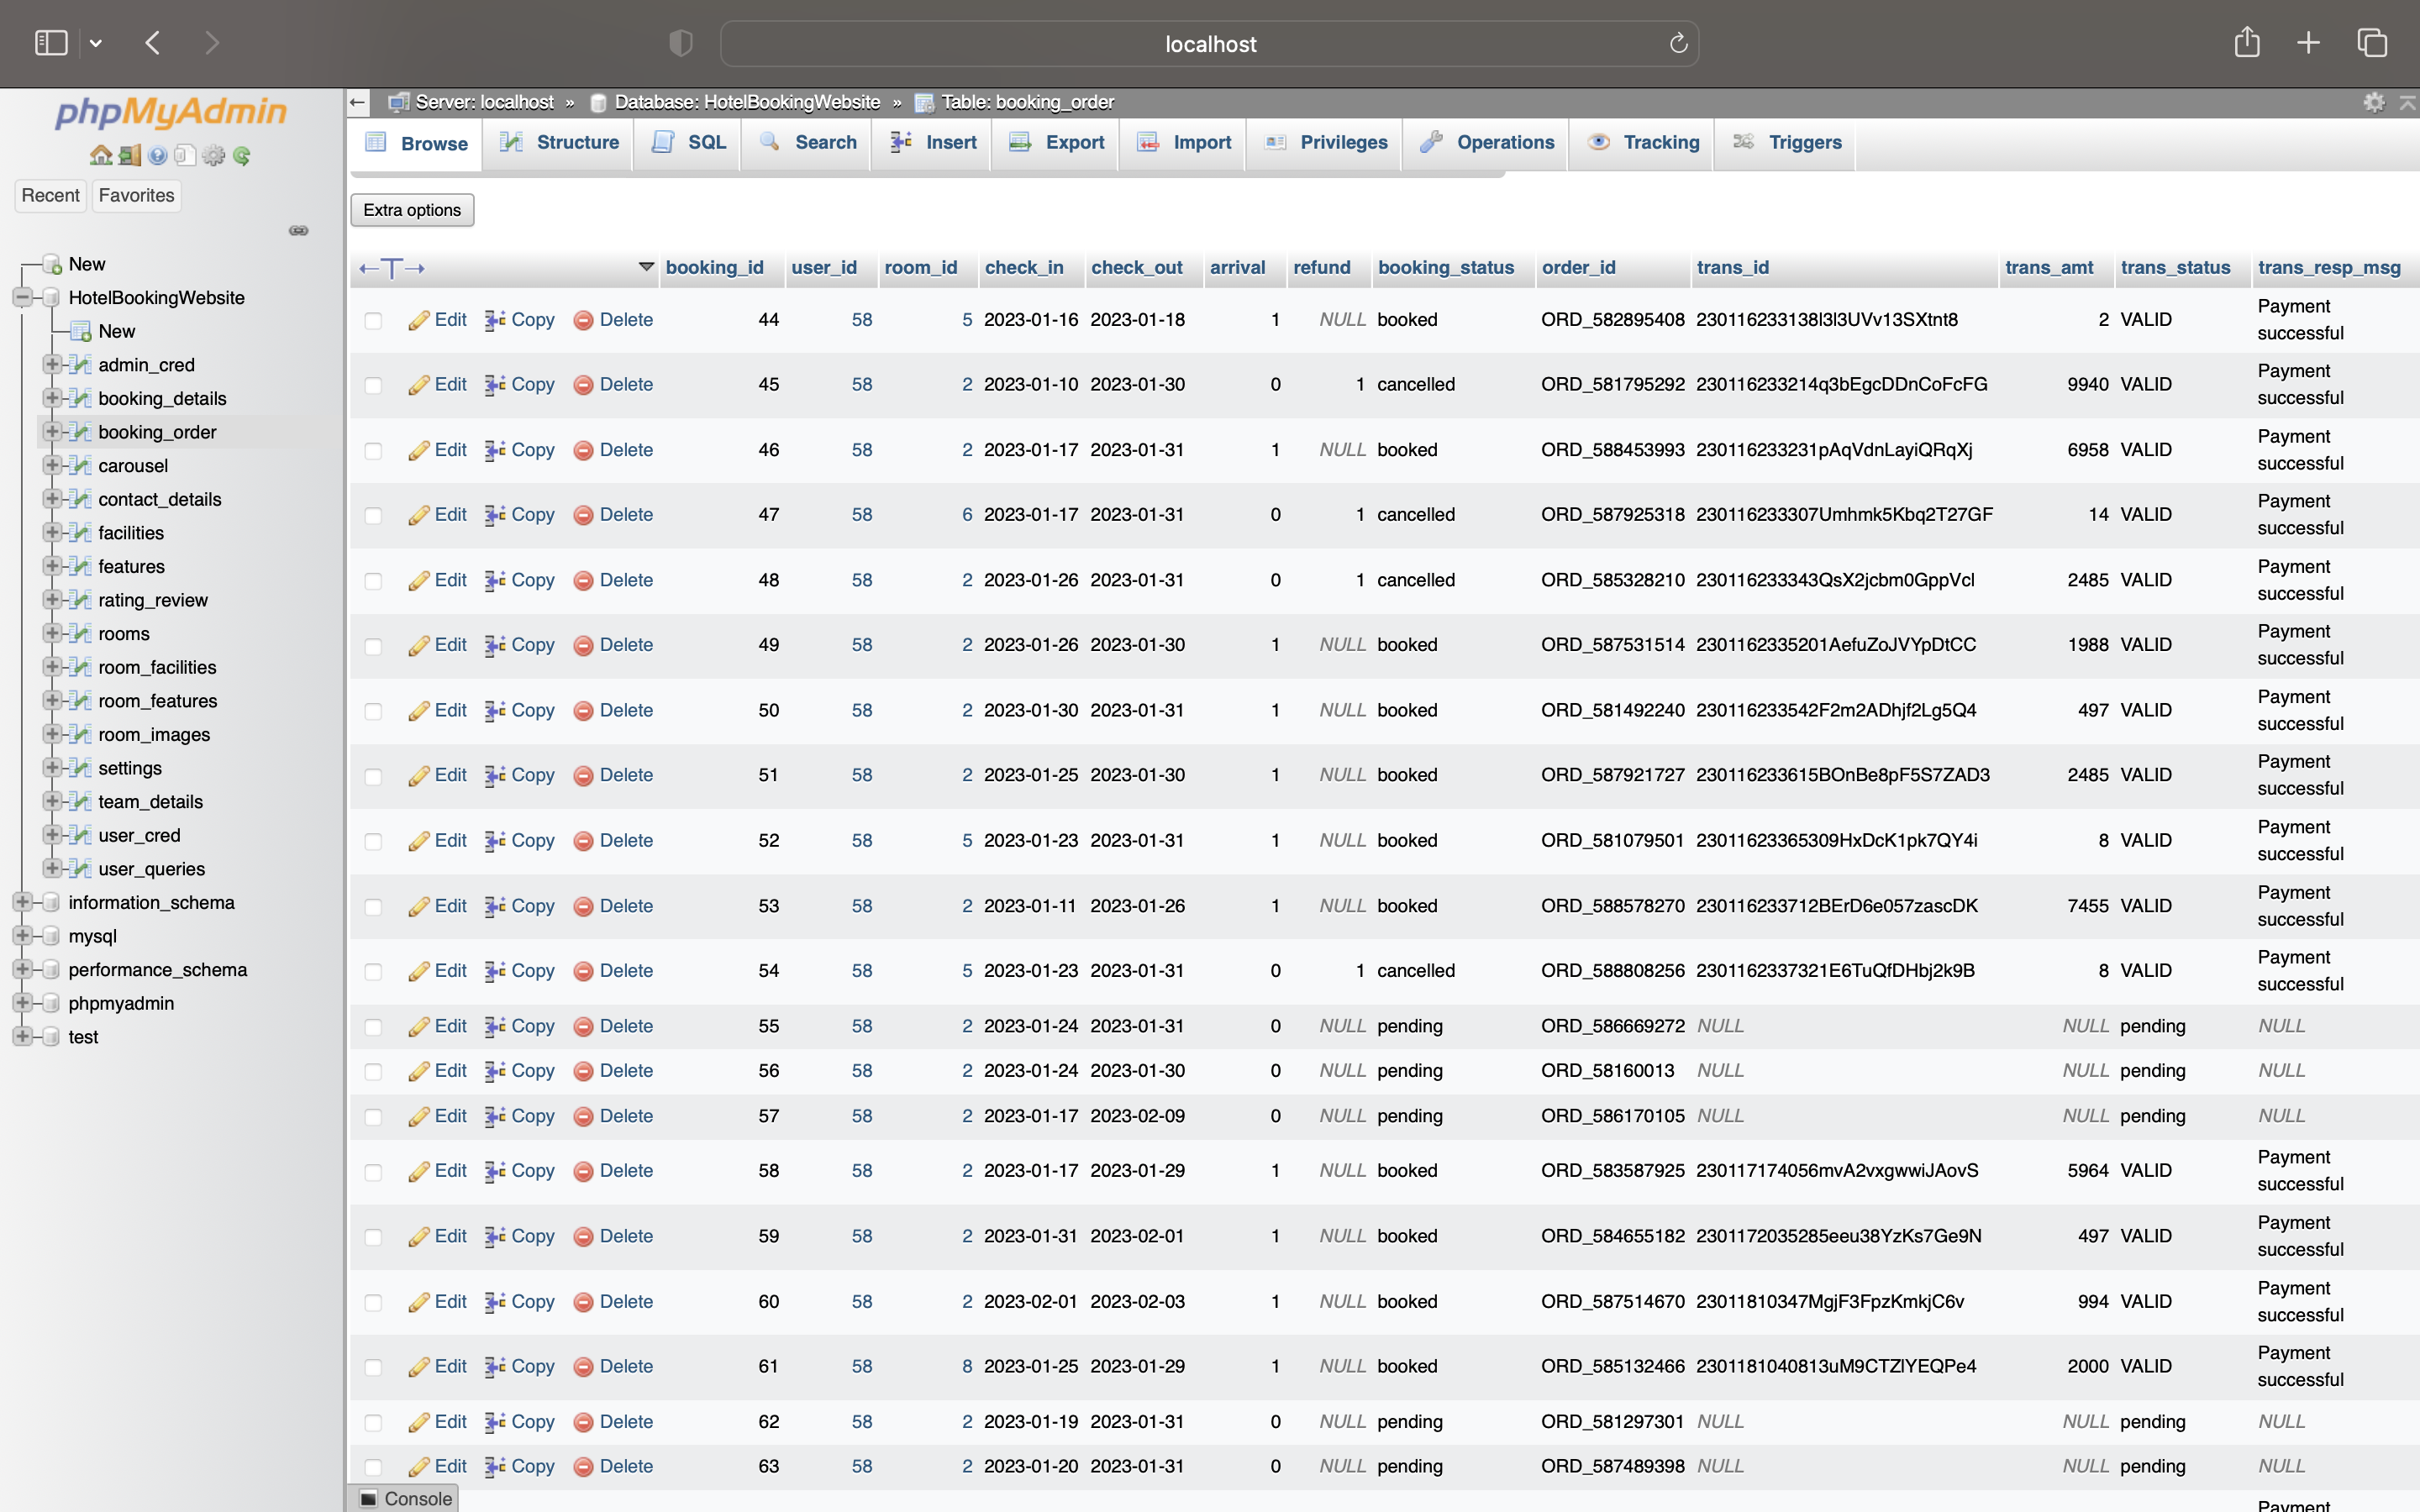 localhost
phpMyAdmin
Recent Favorites
New
HotelBookingWebsite
New
admin_cred
booking_details
booking_order
carousel
contact_details
facilities
features
rating_review
rooms
room_facilities
room_features
room_images
settings
team_details
user_cred
user_queries
information_schema
mysql
performance_schema
phpmyadmin
test
Server: localhost » Database: HotelBookingWebsite » Table: booking_order
Browse Structure SQL Search Insert Export Import Privileges Operations Tracking Triggers
Extra options
←T→ booking_id user_id room_id check_in check_out arrival refund booking_status order_id trans_id trans_amt trans_status trans_resp_msg
Edit Copy Delete 44 58 5 2023-01-16 2023-01-18 1 NULL booked ORD_582895408 230116233138l3l3UVv13SXtnt8 2 VALID Payment
successful
Edit Copy Delete 45 58 2 2023-01-10 2023-01-30 0 1 cancelled ORD_581795292 230116233214q3bEgcDDnCoFcFG 9940 VALID Payment
successful
Edit Copy Delete 46 58 2 2023-01-17 2023-01-31 1 NULL booked ORD_588453993 230116233231pAqVdnLayiQRqXj 6958 VALID Payment
successful
Edit Copy Delete 47 58 6 2023-01-17 2023-01-31 0 1 cancelled ORD_587925318 230116233307Umhmk5Kbq2T27GF 14 VALID Payment
successful
Edit Copy Delete 48 58 2 2023-01-26 2023-01-31 0 1 cancelled ORD_585328210 230116233343QsX2jcbm0GppVcl 2485 VALID Payment
successful
Edit Copy Delete 49 58 2 2023-01-26 2023-01-30 1 NULL booked ORD_587531514 2301162335201AefuZoJVYpDtCC 1988 VALID Payment
successful
Edit Copy Delete 50 58 2 2023-01-30 2023-01-31 1 NULL booked ORD_581492240 230116233542F2m2ADhjf2Lg5Q4 497 VALID Payment
successful
Edit Copy Delete 51 58 2 2023-01-25 2023-01-30 1 NULL booked ORD_587921727 230116233615BOnBe8pF5S7ZAD3 2485 VALID Payment
successful
Edit Copy Delete 52 58 5 2023-01-23 2023-01-31 1 NULL booked ORD_581079501 23011623365309HxDcK1pk7QY4i 8 VALID Payment
successful
Edit Copy Delete 53 58 2 2023-01-11 2023-01-26 1 NULL booked ORD_588578270 230116233712BErD6e057zascDK 7455 VALID Payment
successful
Edit Copy Delete 54 58 5 2023-01-23 2023-01-31 0 1 cancelled ORD_588808256 2301162337321E6TuQfDHbj2k9B 8 VALID Payment
successful
Edit Copy Delete 55 58 2 2023-01-24 2023-01-31 0 NULL pending ORD_586669272 NULL NULL pending NULL
Edit Copy Delete 56 58 2 2023-01-24 2023-01-30 0 NULL pending ORD_58160013 NULL NULL pending NULL
Edit Copy Delete 57 58 2 2023-01-17 2023-02-09 0 NULL pending ORD_586170105 NULL NULL pending NULL
Edit Copy Delete 58 58 2 2023-01-17 2023-01-29 1 NULL booked ORD_583587925 230117174056mvA2vxgwwiJAovS 5964 VALID Payment
successful
Edit Copy Delete 59 58 2 2023-01-31 2023-02-01 1 NULL booked ORD_584655182 2301172035285eeu38YzKs7Ge9N 497 VALID Payment
successful
Edit Copy Delete 60 58 2 2023-02-01 2023-02-03 1 NULL booked ORD_587514670 23011810347MgjF3FpzKmkjC6v 994 VALID Payment
successful
Edit Copy Delete 61 58 8 2023-01-25 2023-01-29 1 NULL booked ORD_585132466 2301181040813uM9CTZlYEQPe4 2000 VALID Payment
successful
Edit Copy Delete 62 58 2 2023-01-19 2023-01-31 0 NULL pending ORD_581297301 NULL NULL pending NULL
Edit Copy Delete 63 58 2 2023-01-20 2023-01-31 0 NULL pending ORD_587489398 NULL NULL pending NULL
Payment
Console